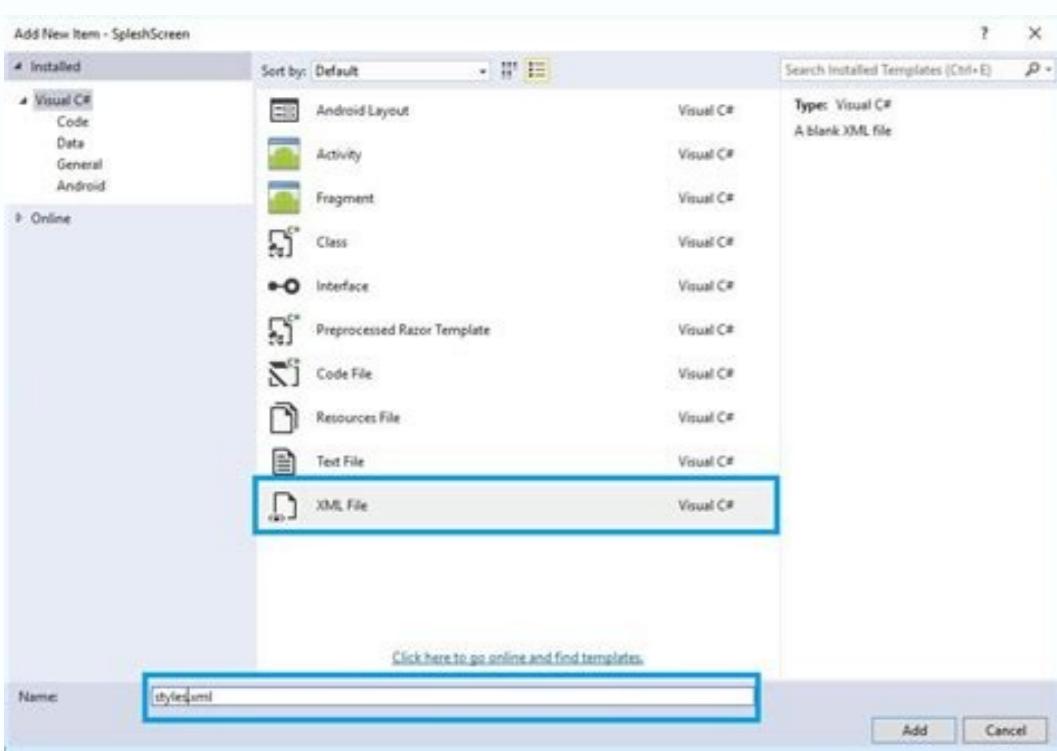 Add New Item - SpleshScreen
? ×
Installed
Sort by: Default
Search Installed Templates (Ctrl+E)
Visual C#
Code
Data
General
Android
Online
Android Layout Visual C#
Activity Visual C#
Fragment Visual C#
Class Visual C#
Interface Visual C#
Preprocessed Razor Template Visual C#
Code File Visual C#
Resources File Visual C#
Text File Visual C#
XML File Visual C#
Type: Visual C#
A blank XML file
Click here to go online and find templates.
Name: styles.xml
Add Cancel